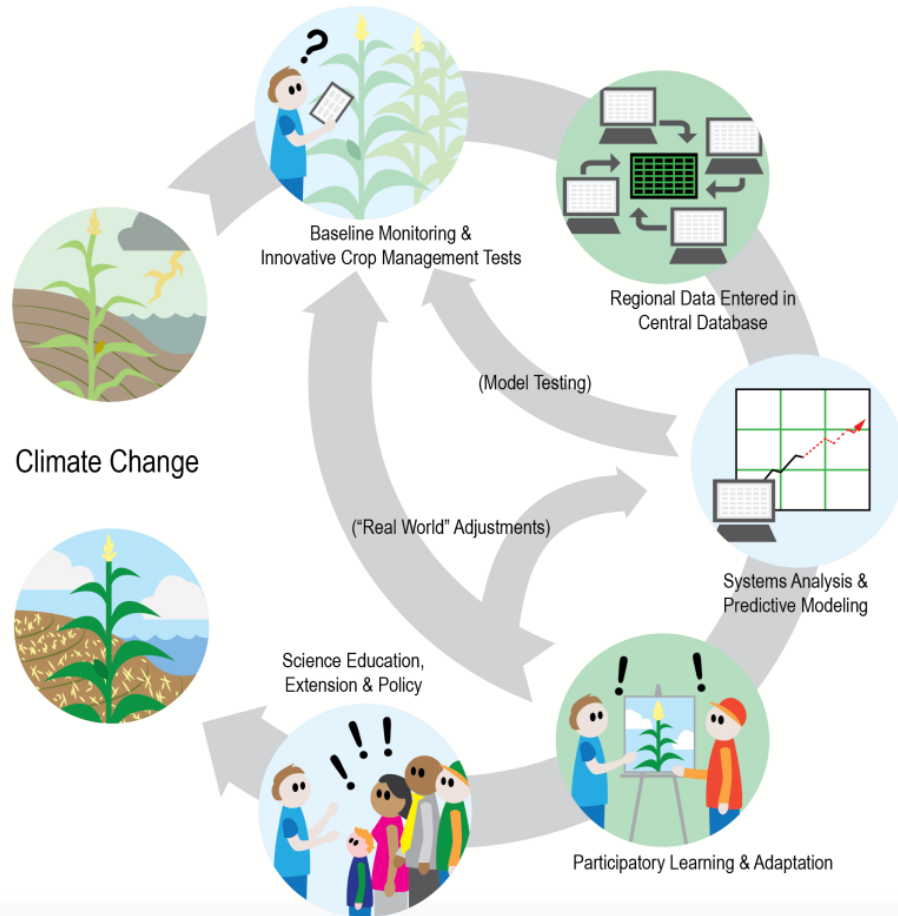 ?
Baseline Monitoring &
Innovative Crop Management Tests
Regional Data Entered in
Central Database
(Model Testing)
Climate Change
("Real World" Adjustments)
Systems Analysis &
Predictive Modeling
Science Education,
Extension & Policy
! !
! ! !
Participatory Learning & Adaptation